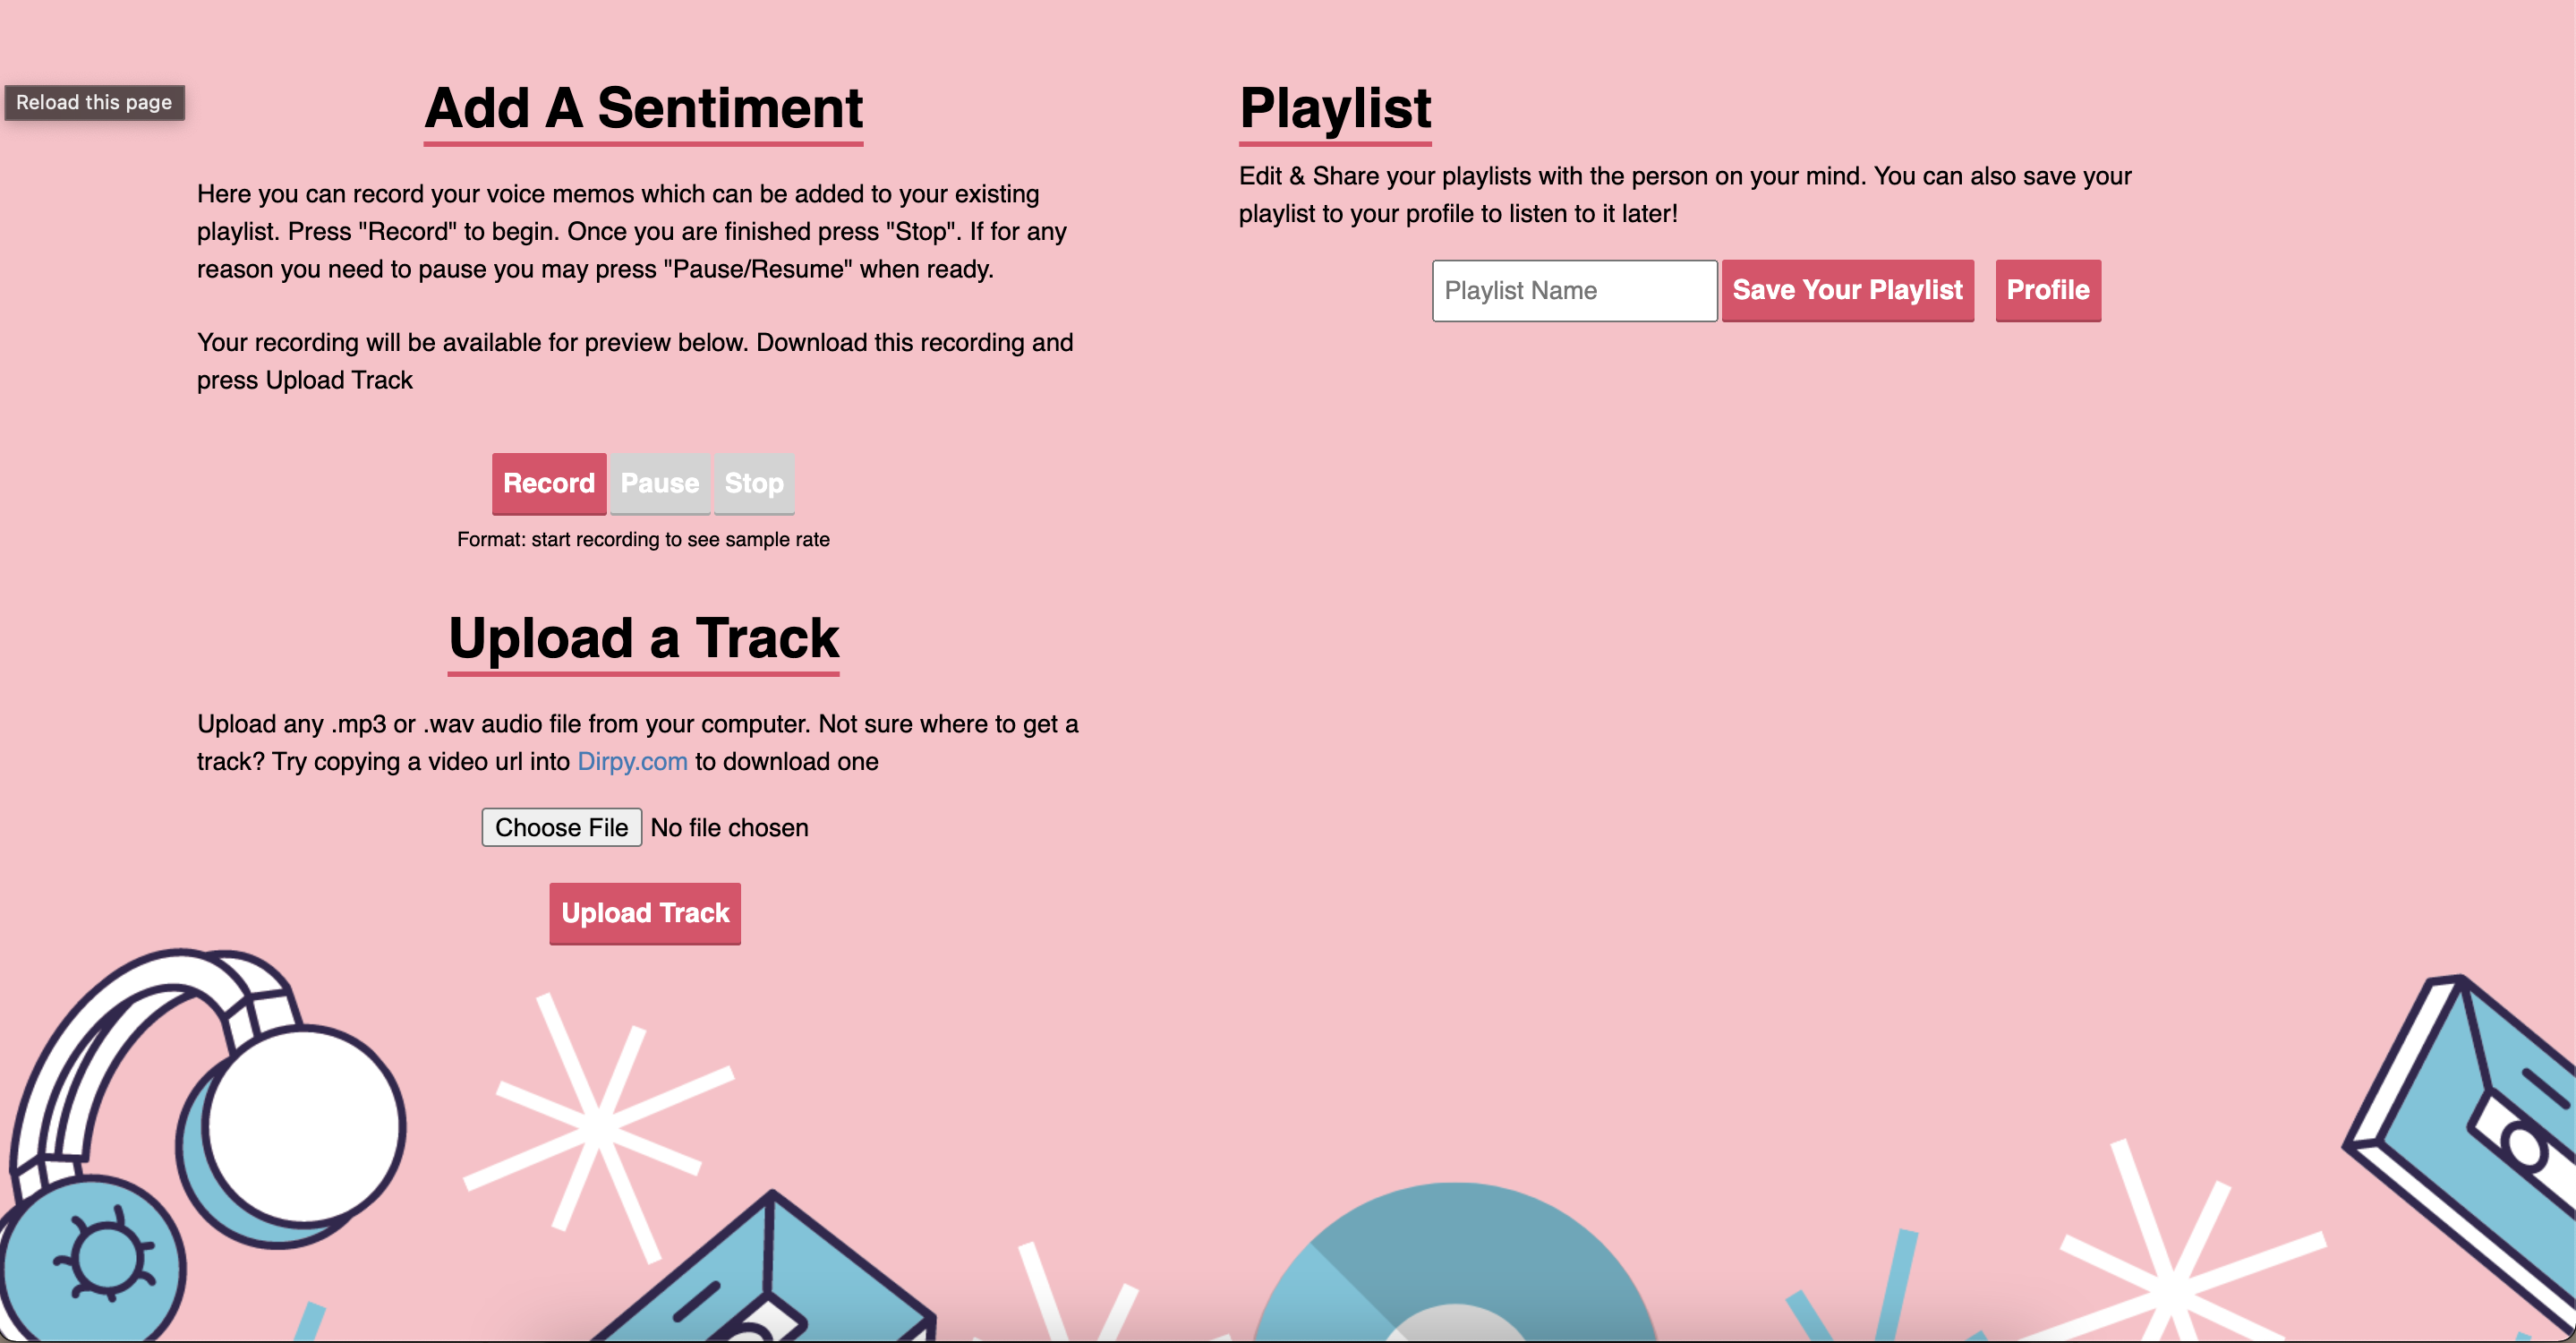 Reload this page
Add A Sentiment
Here you can record your voice memos which can be added to your existing
playlist. Press "Record" to begin. Once you are finished press "Stop". If for any
reason you need to pause you may press "Pause/Resume" when ready.
Your recording will be available for preview below. Download this recording and
press Upload Track
Record Pause Stop
Format: start recording to see sample rate
Upload a Track
Upload any .mp3 or .wav audio file from your computer. Not sure where to get a
track? Try copying a video url into Dirpy.com to download one
Choose File No file chosen
Upload Track
Playlist
Edit & Share your playlists with the person on your mind. You can also save your
playlist to your profile to listen to it later!
Playlist Name Save Your Playlist Profile